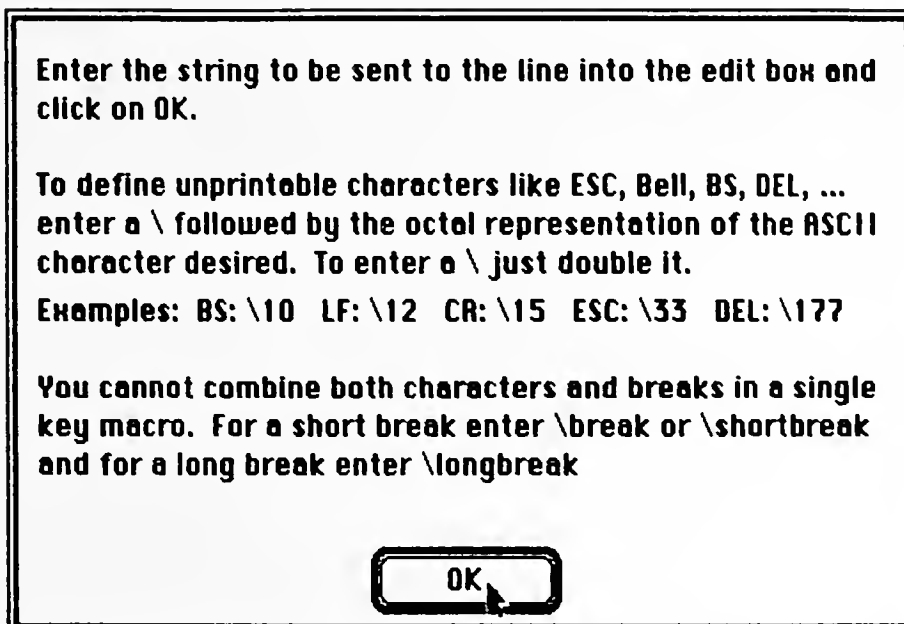 Enter the string to be sent to the line into the edit box and
click on OK.
To define unprintable characters like ESC, Bell, BS, DEL, ...
enter a \ followed by the octal representation of the ASCII
character desired.  To enter a \ just double it.
Examples:  BS: \10   LF: \12   CR: \15   ESC: \33   DEL: \177
You cannot combine both characters and breaks in a single
key macro.  For a short break enter \break or \shortbreak
and for a long break enter \longbreak
OK